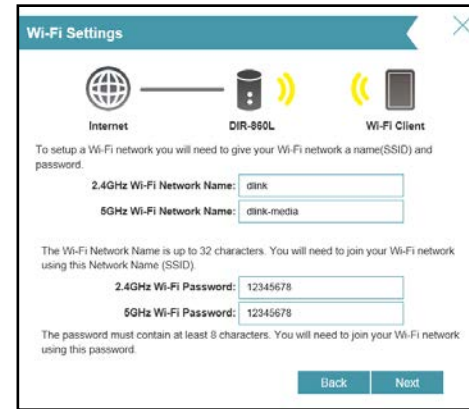 Wi-Fi Settings
Internet DIR-860L Wi-Fi Client
To setup a Wi-Fi network you will need to give your Wi-Fi network a name(SSID) and
password.
2.4GHz Wi-Fi Network Name: dlink
5GHz Wi-Fi Network Name: dlink-media
The Wi-Fi Network Name is up to 32 characters. You will need to join your Wi-Fi network
using this Network Name (SSID).
2.4GHz Wi-Fi Password: 12345678
5GHz Wi-Fi Password: 12345678
The password must contain at least 8 characters. You will need to join your Wi-Fi network
using this password.
Back Next